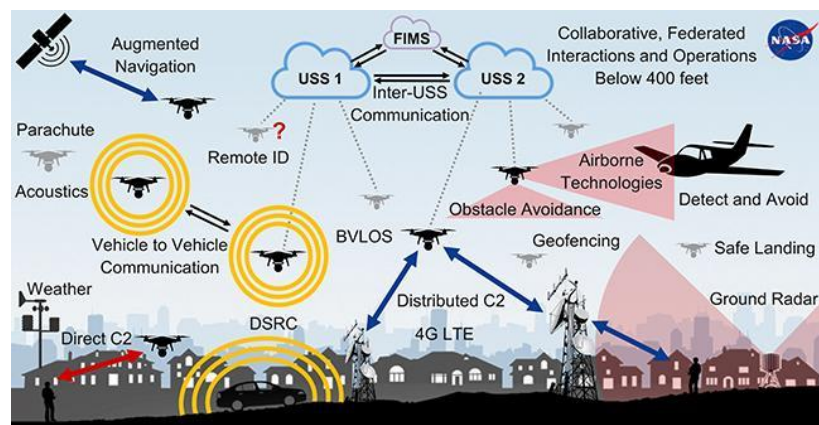 Augmented
Navigation
FIMS
USS 1
USS 2
Inter-USS
Communication
Collaborative, Federated
Interactions and Operations
Below 400 feet
NASA
Parachute
Remote ID
?
Acoustics
Airborne
Technologies
Detect and Avoid
Obstacle Avoidance
Vehicle to Vehicle
Communication
BVLOS
Geofencing
Safe Landing
Weather
Distributed C2
Ground Radar
DSRC
4G LTE
Direct C2